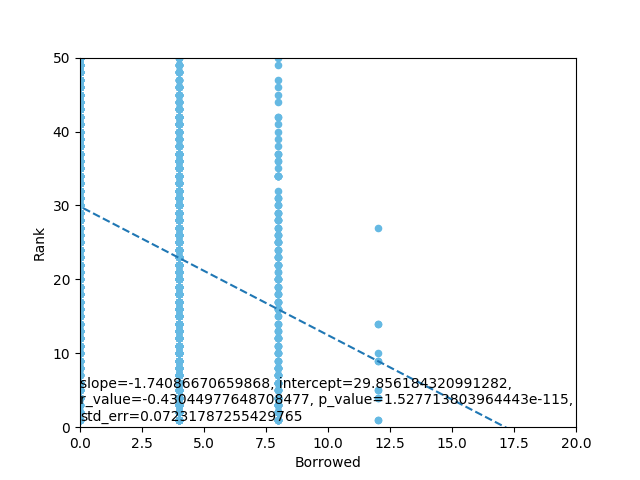 50
40
30
20
10
0
Rank
slope=-1.74086670659868, intercept=29.856184320991282,
r_value=-0.43044977648708477, p_value=1.527713803964443e-115,
std_err=0.07231787255429765
0.0 2.5 5.0 7.5 10.0 12.5 15.0 17.5 20.0
Borrowed